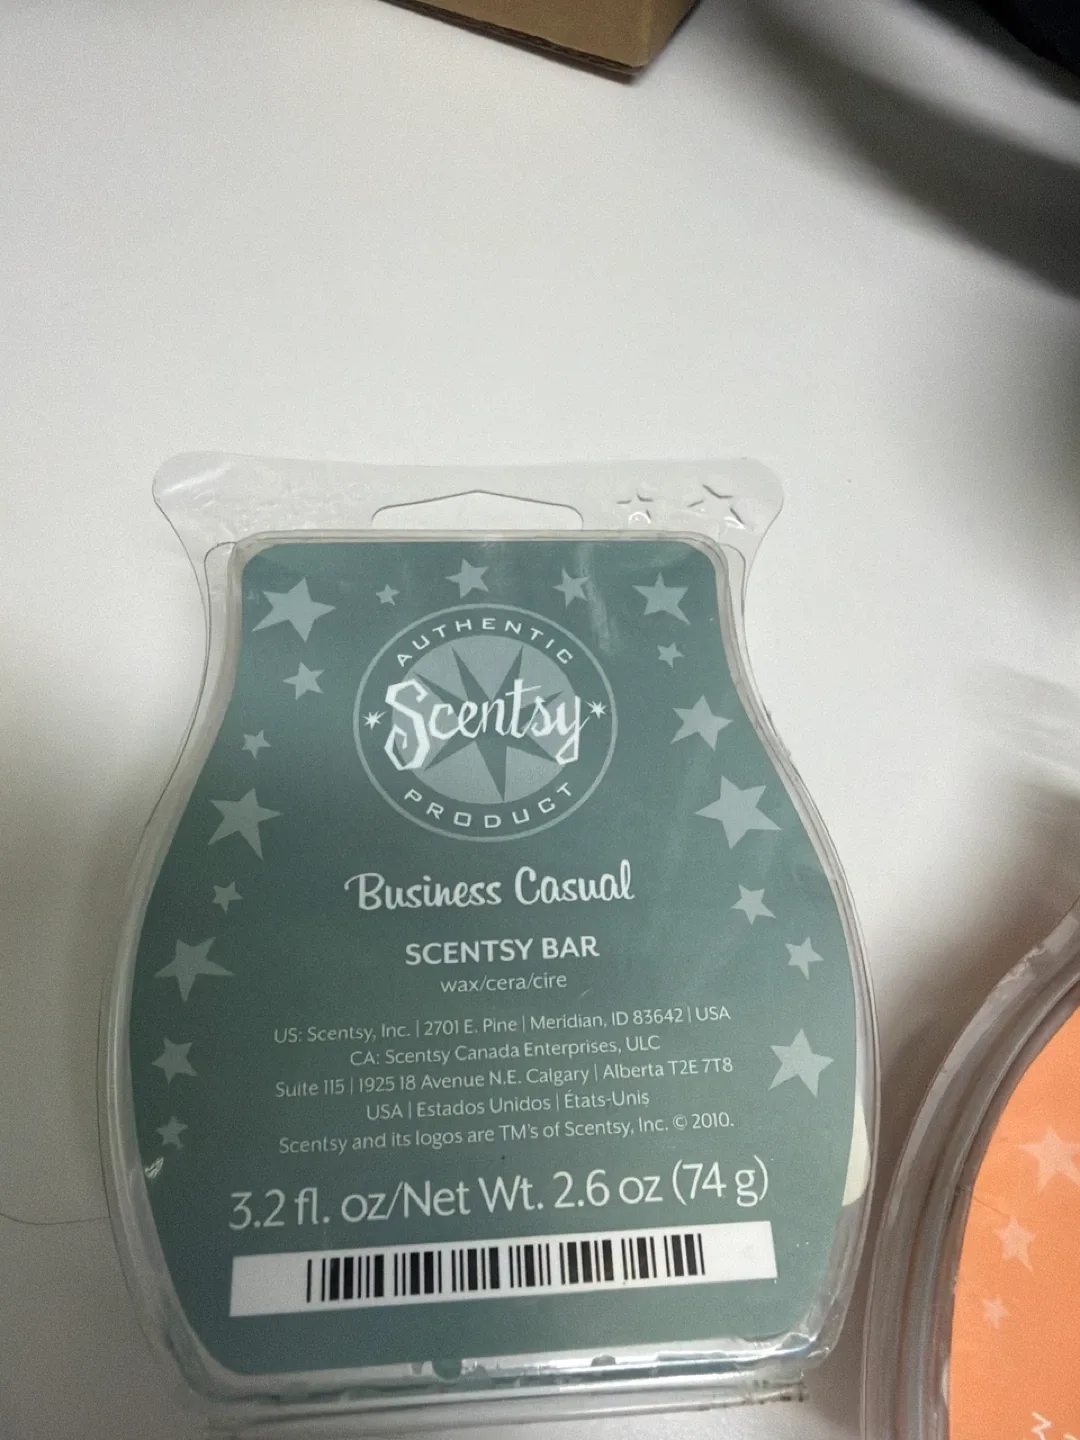 AUTHENTIC
Scentsy
PRODUCT
Business Casual
SCENTSY BAR
wax/cera/cire
US: Scentsy, Inc. | 2701 E. Pine | Meridian, ID 83642 | USA
CA: Scentsy Canada Enterprises, ULC
Suite 115 | 1925 18 Avenue N.E. Calgary | Alberta T2E 7T8
USA | Estados Unidos | États-Unis
Scentsy and its logos are TM's of Scentsy, Inc. © 2010.
3.2 fl. oz/Net Wt. 2.6 oz (74 g)